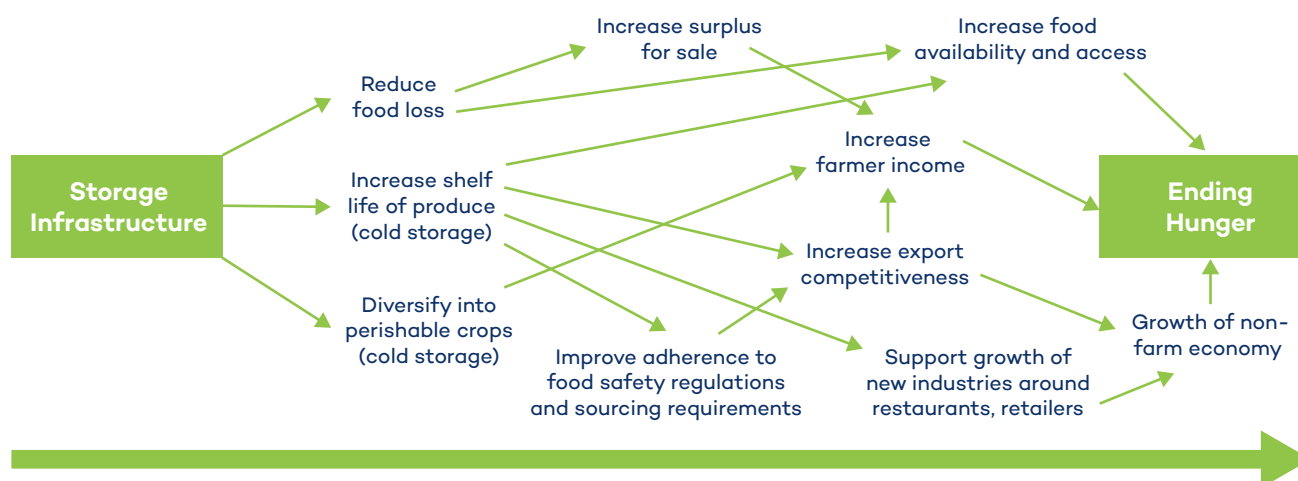 Storage
Infrastructure
Reduce
food loss
Increase shelf
life of produce
(cold storage)
Diversify into
perishable crops
(cold storage)
Increase surplus
for sale
Improve adherence to
food safety regulations
and sourcing requirements
Increase food
availability and access
Increase
farmer income
Increase export
competitiveness
Support growth of
new industries around
restaurants, retailers
Growth of non-
farm economy
Ending
Hunger